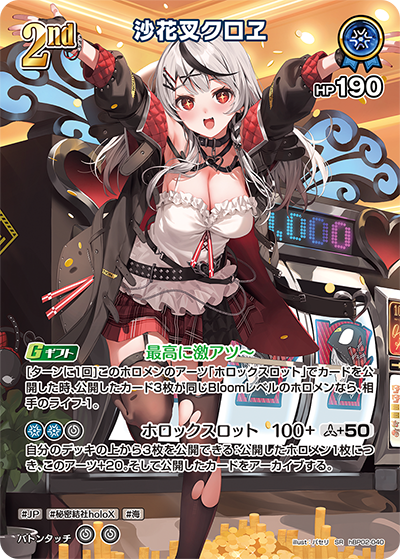 2nd
沙花叉クロヱ
HP190
,000
Gギフト 最高に激アツ～
[ターンに1回]このホロメンのアーツ「ホロックスロット」でカードを公
開した時、公開したカード3枚が同じBloomレベルのホロメンなら、相
手のライフ-1。
ホロックスロット 100+ +50
自分のデッキの上から3枚を公開できる:公開したホロメン1枚につ
き、このアーツ+20。そして公開したカードをアーカイブする。
#JP #秘密結社holoX #海
バトンタッチ
illust. パセリ SR hBP02-040